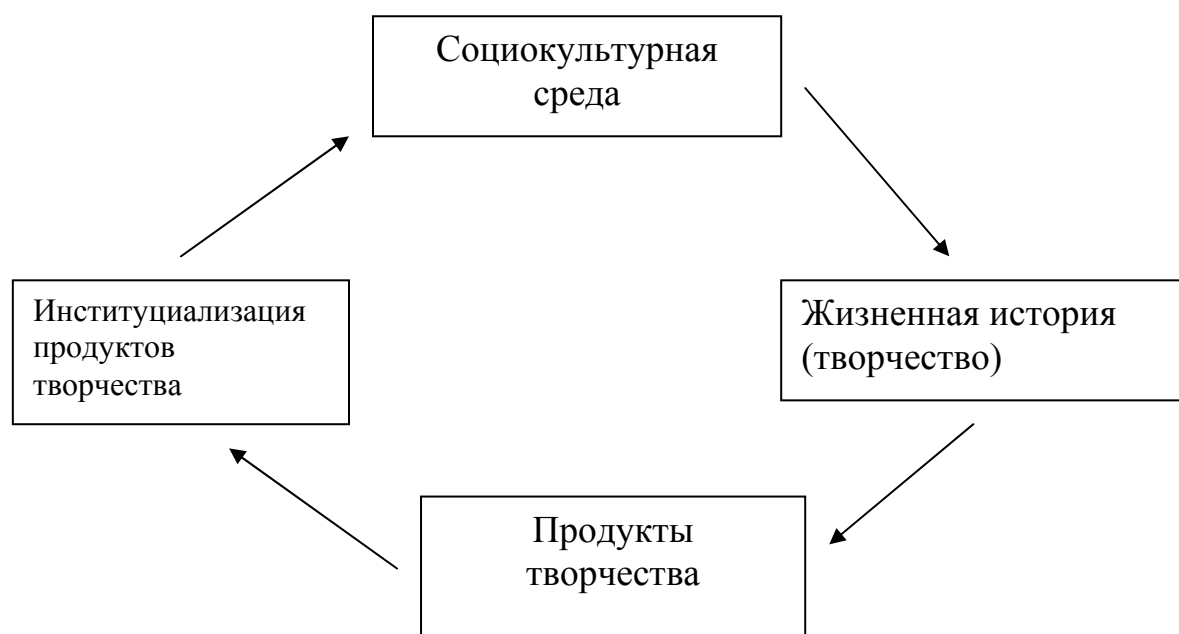 Социокультурная
среда
Институциализация
продуктов
творчества
Жизненная история
(творчество)
Продукты
творчества